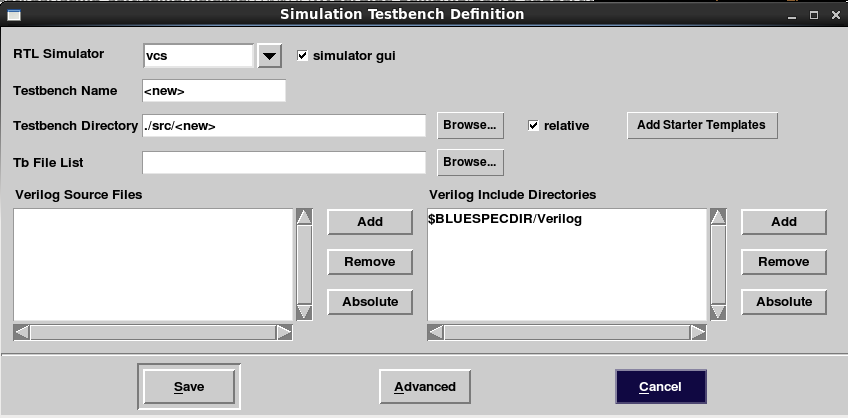 Simulation Testbench Definition
RTL Simulator vcs simulator gui
Testbench Name <new>
Testbench Directory ./src/<new> Browse... relative Add Starter Templates
Tb File List Browse...
Verilog Source Files Verilog Include Directories
$BLUESPECDIR/Verilog
Add Add
Remove Remove
Absolute Absolute
Save Advanced Cancel